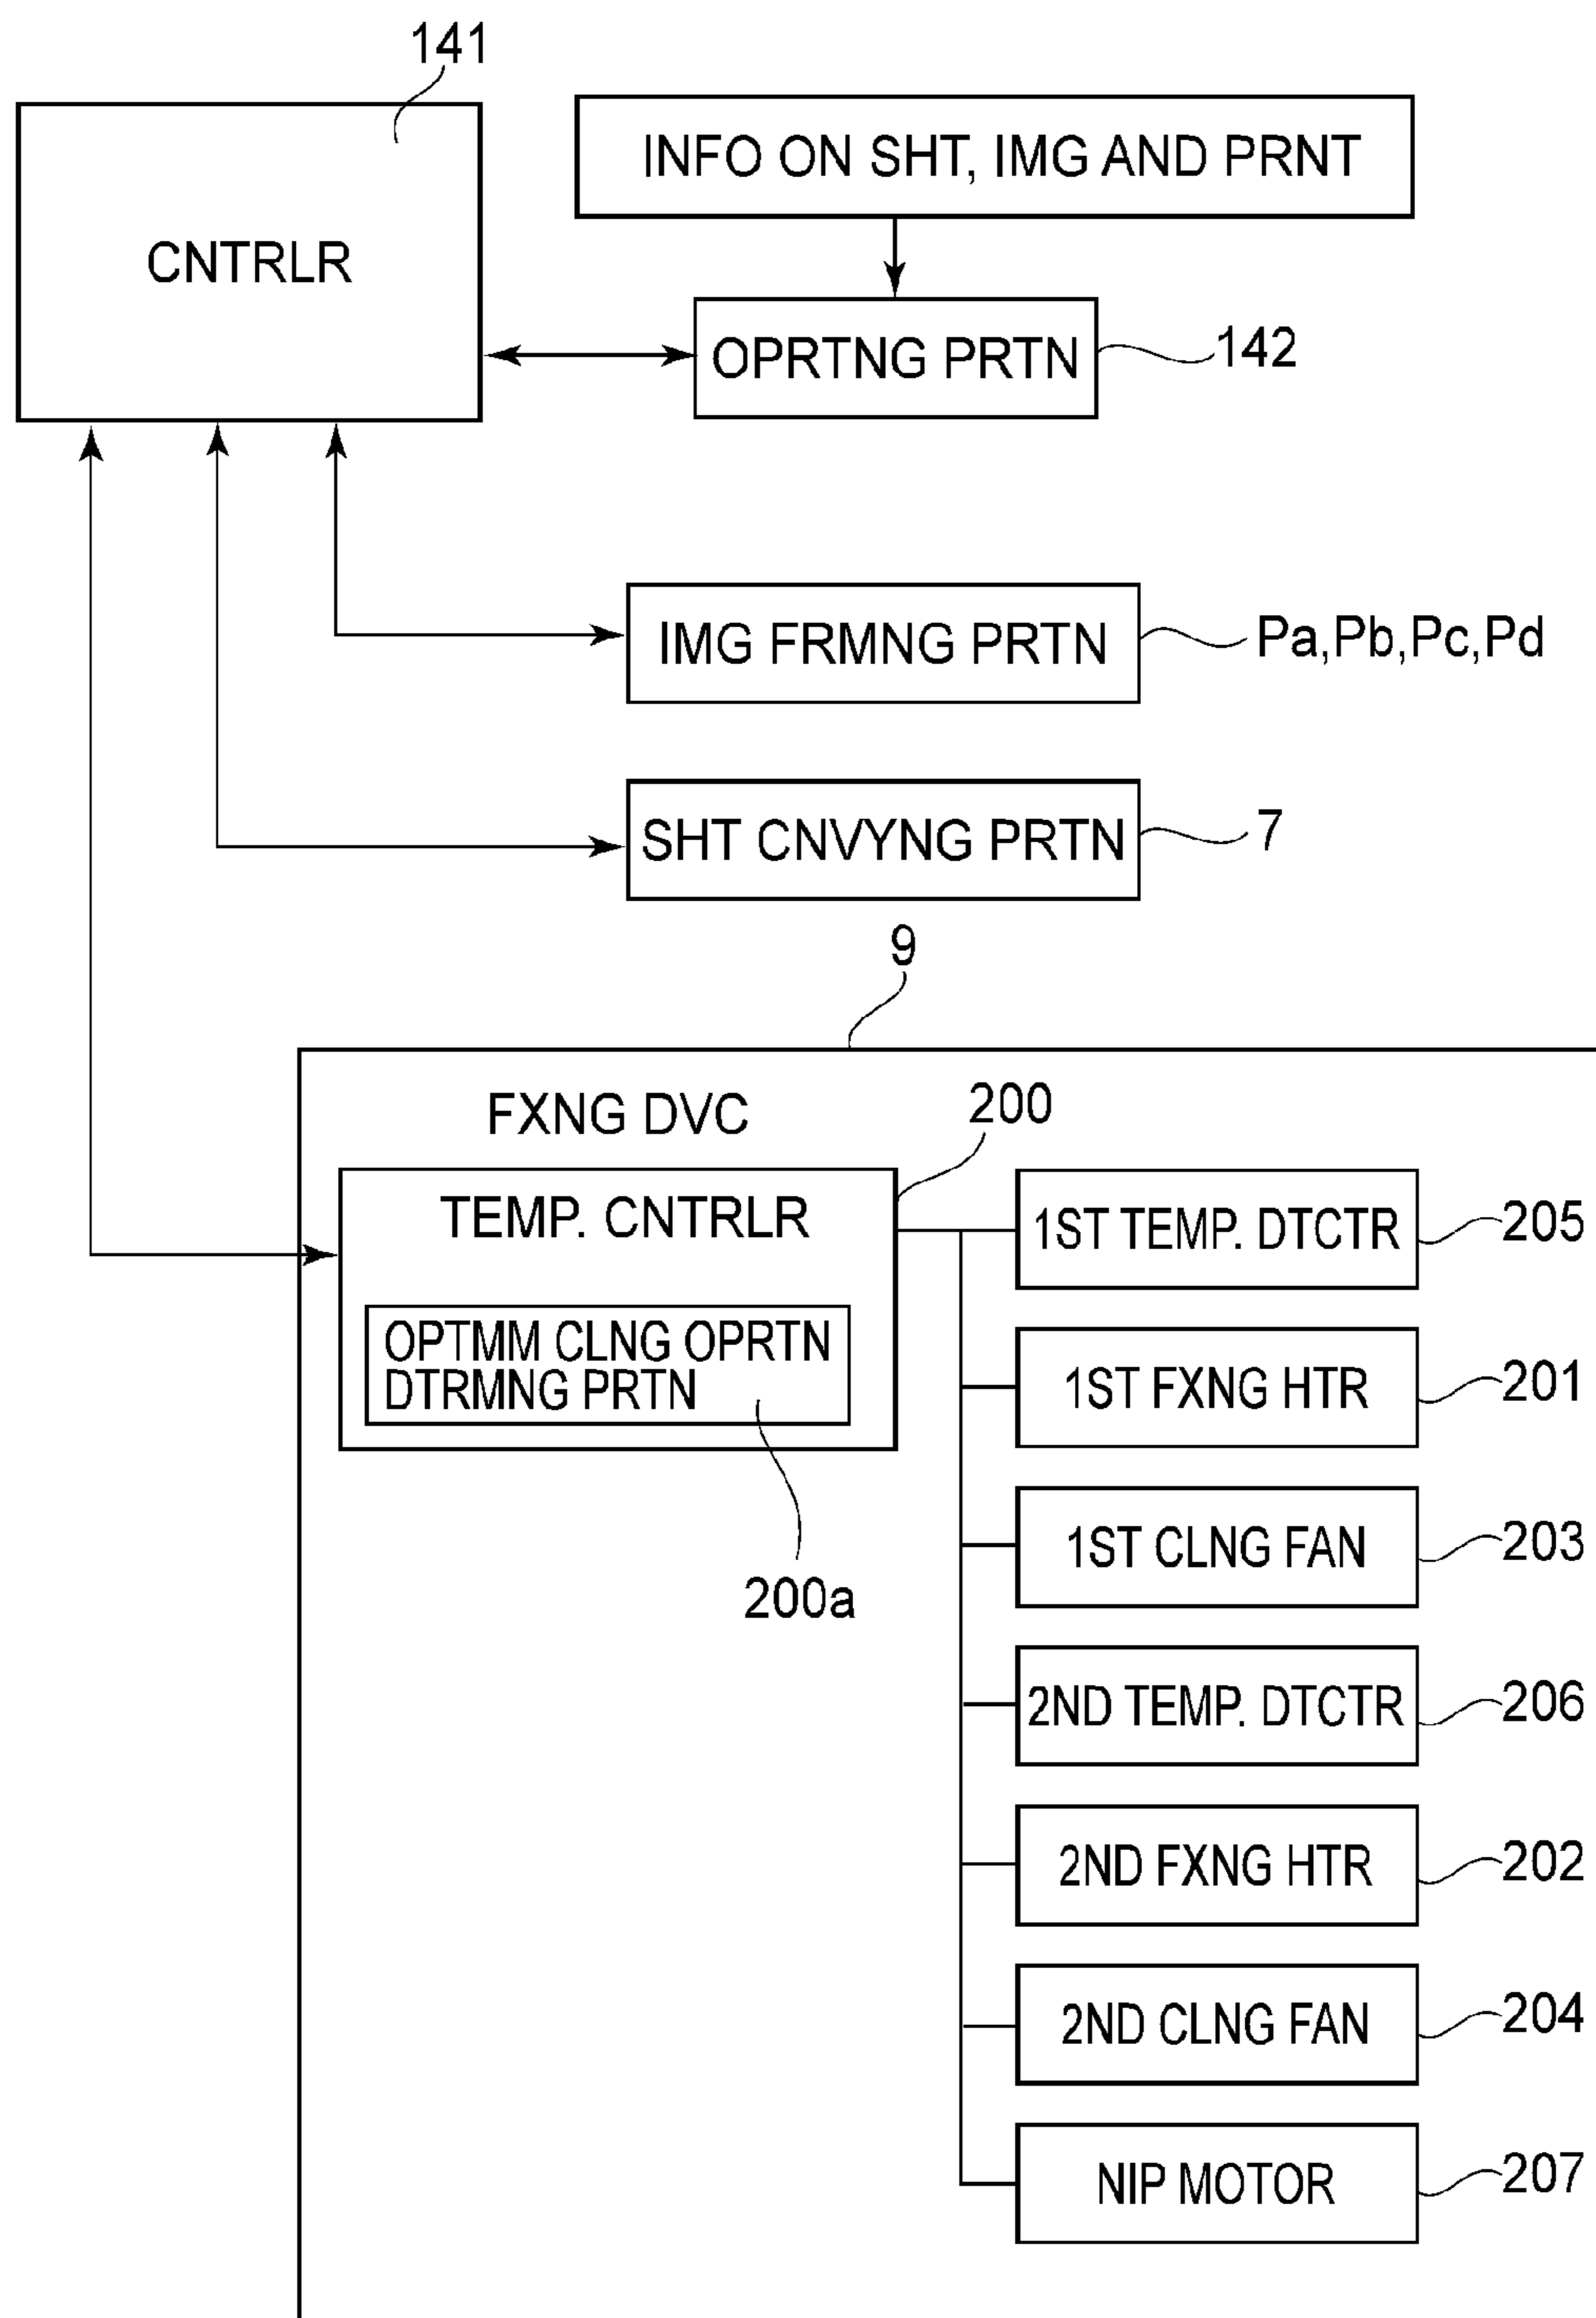 141
INFO ON SHT, IMG AND PRNT
CNTRLR
OPRTNG PRTN
142
IMG FRMNG PRTN
Pa,Pb,Pc,Pd
SHT CNVYNG PRTN
7
9
FXNG DVC
200
TEMP. CNTRLR
OPTMM CLNG OPRTN
DTRMNG PRTN
200a
1ST TEMP. DTCTR
205
1ST FXNG HTR
201
1ST CLNG FAN
203
2ND TEMP. DTCTR
206
2ND FXNG HTR
202
2ND CLNG FAN
204
NIP MOTOR
207